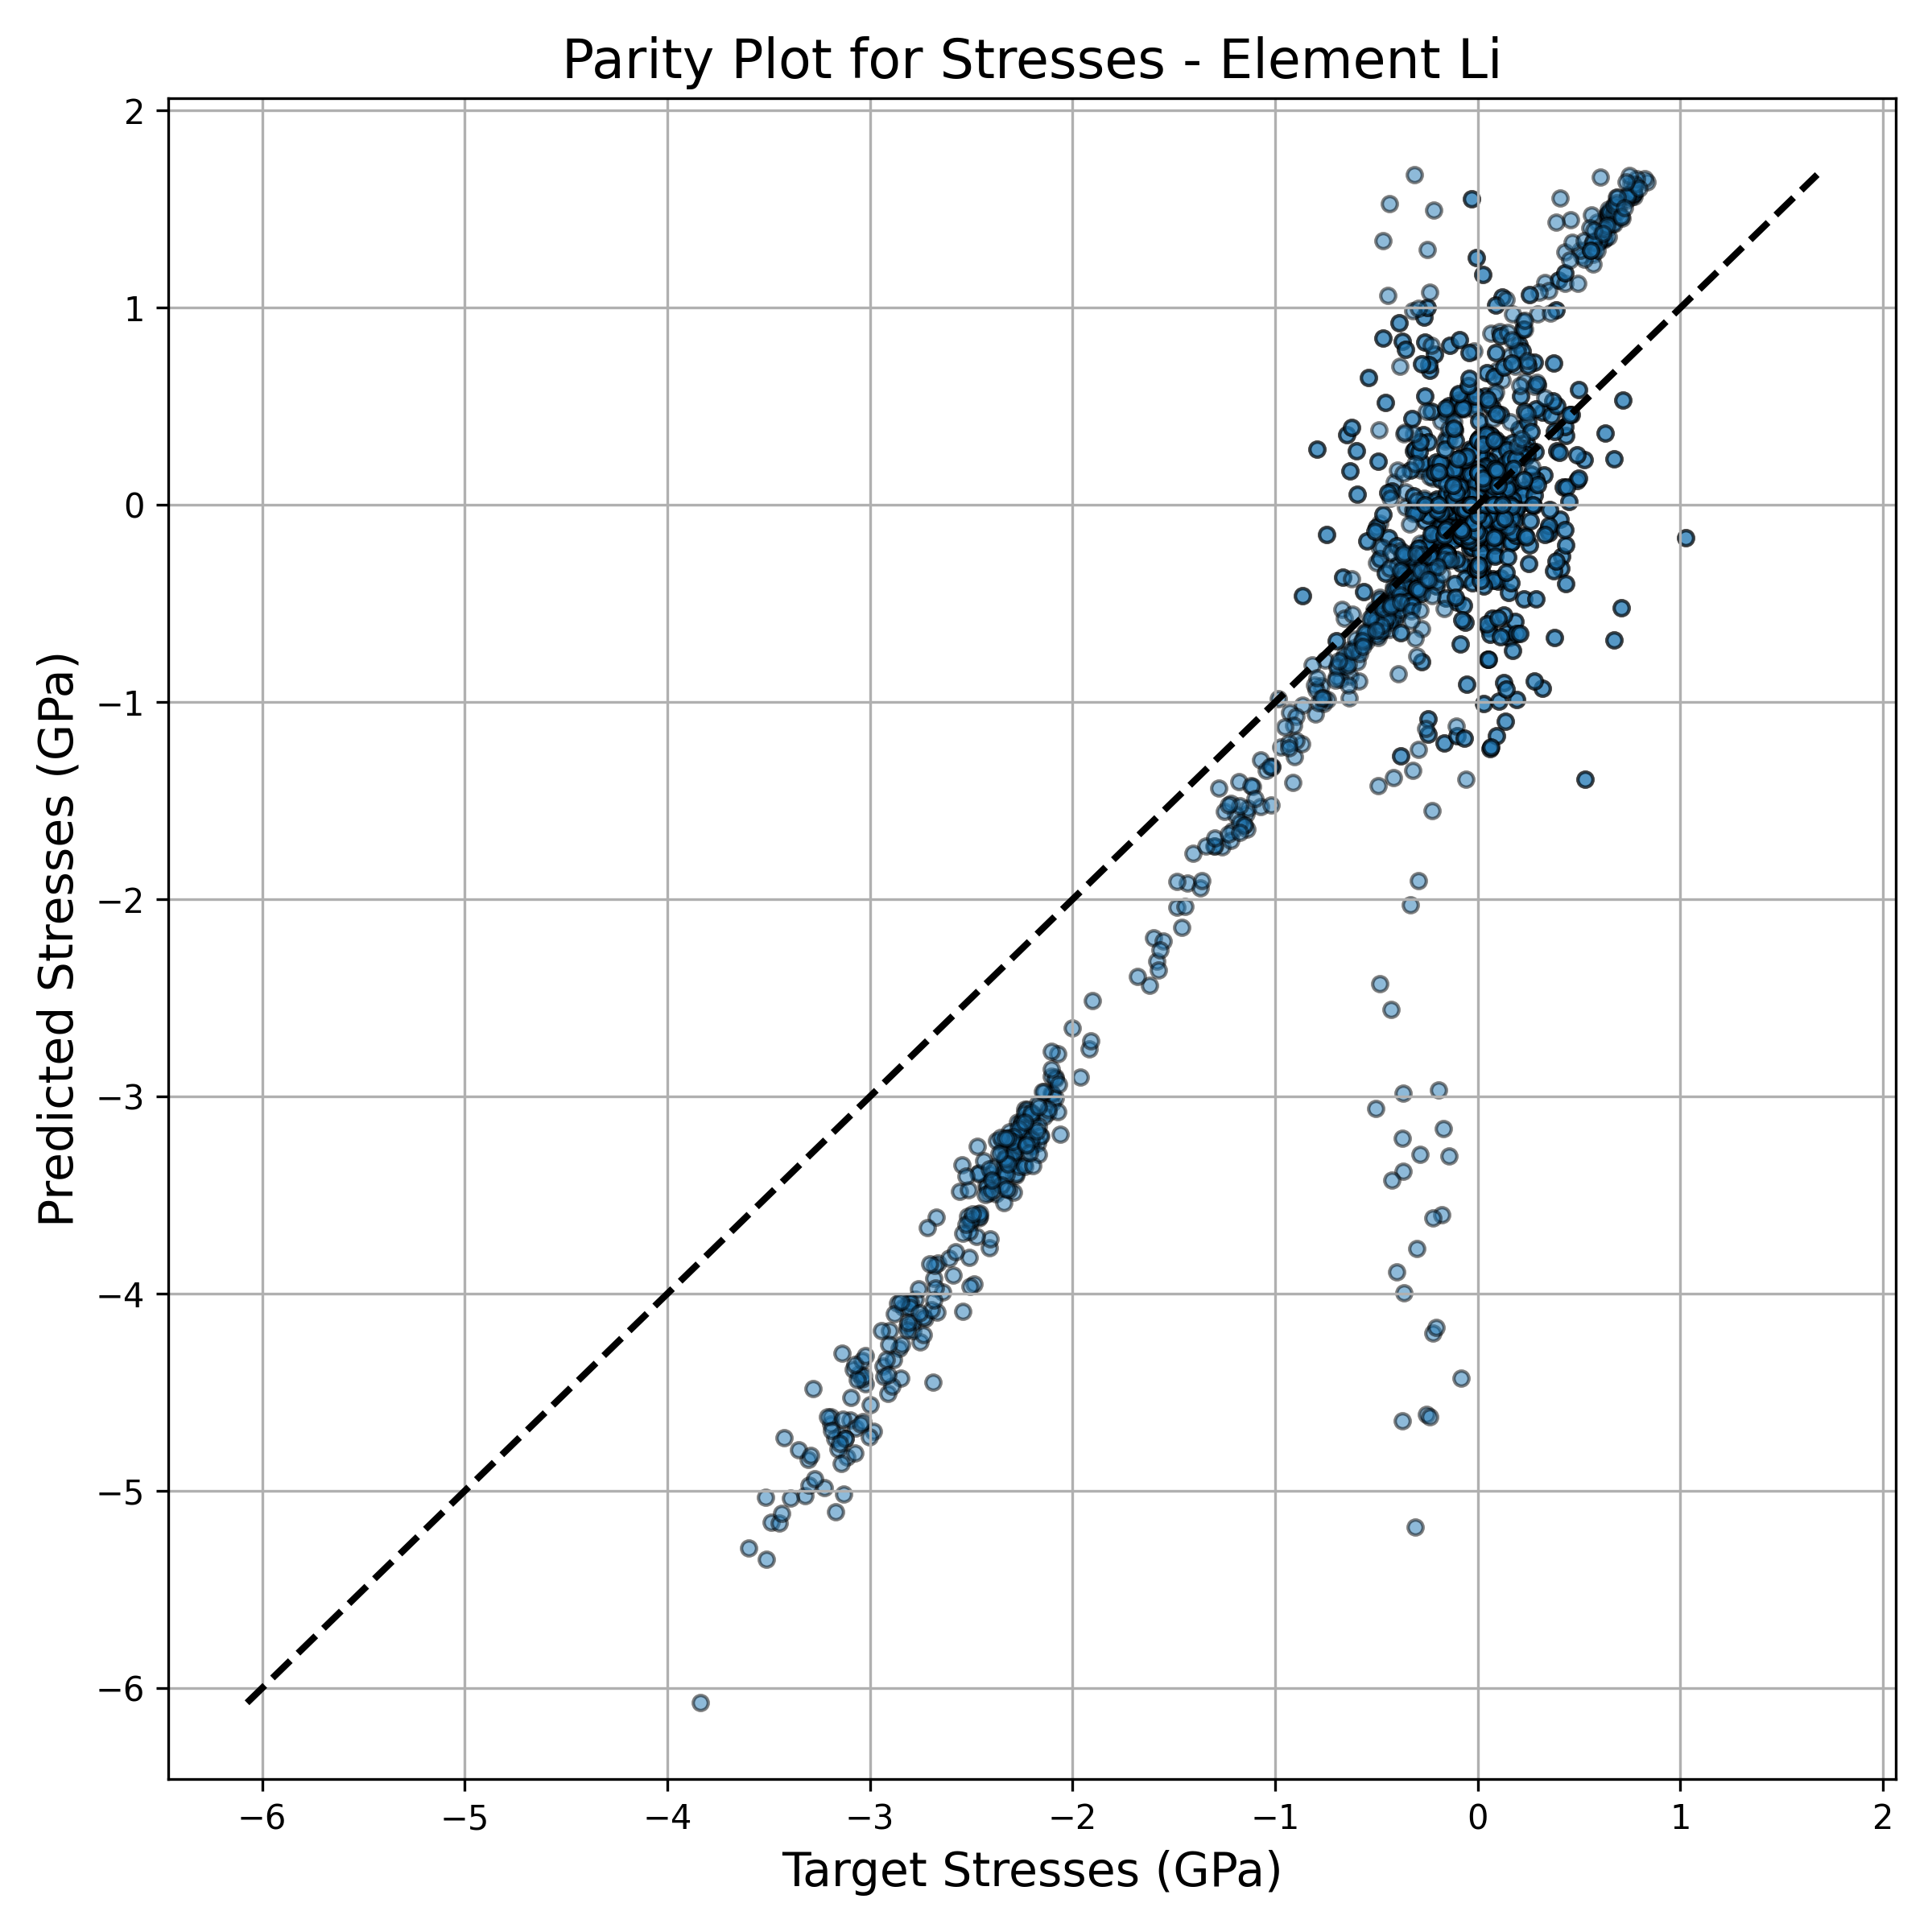 Parity Plot for Stresses - Element Li
2
1
0
−1
−2
−3
−4
−5
−6
Predicted Stresses (GPa)
−6 −5 −4 −3 −2 −1 0 1 2
Target Stresses (GPa)